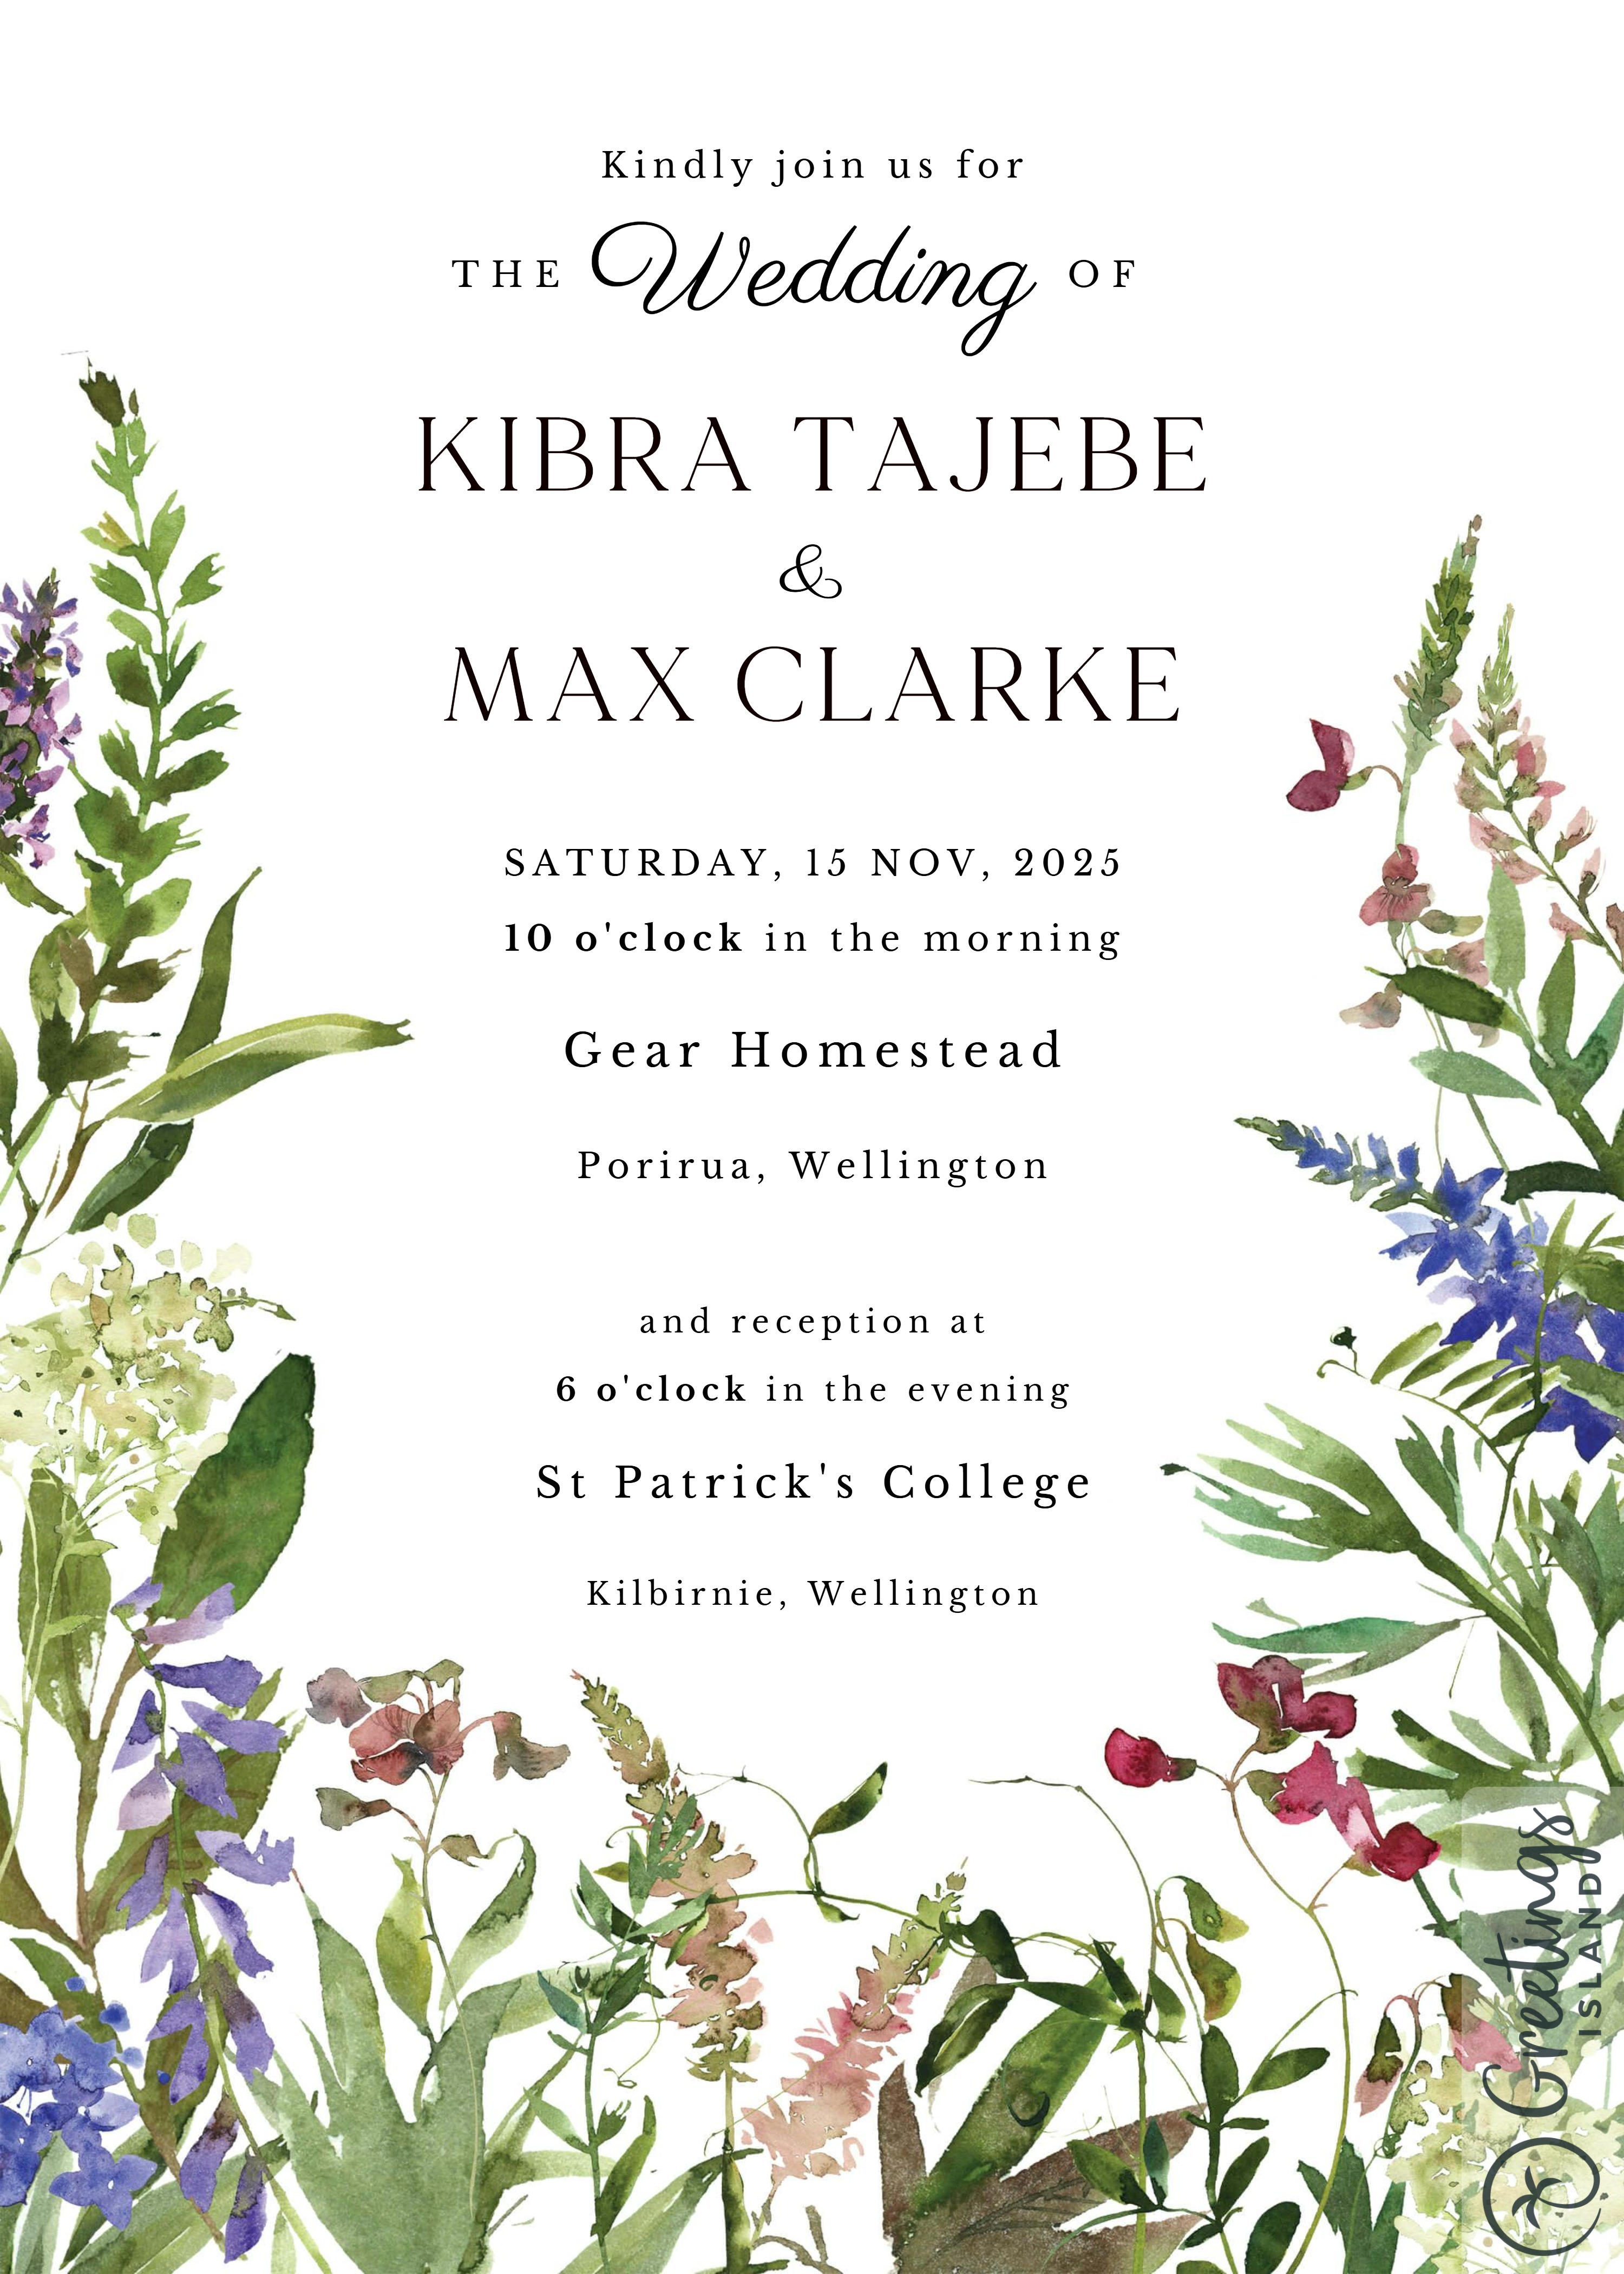 Kindly join us for
THE Wedding OF
KIBRA TAJEBE
&
MAX CLARKE
SATURDAY, 15 NOV, 2025
10 o'clock in the morning
Gear Homestead
Porirua, Wellington
and reception at
6 o'clock in the evening
St Patrick's College
Kilbirnie, Wellington
Greetings
ISLAND